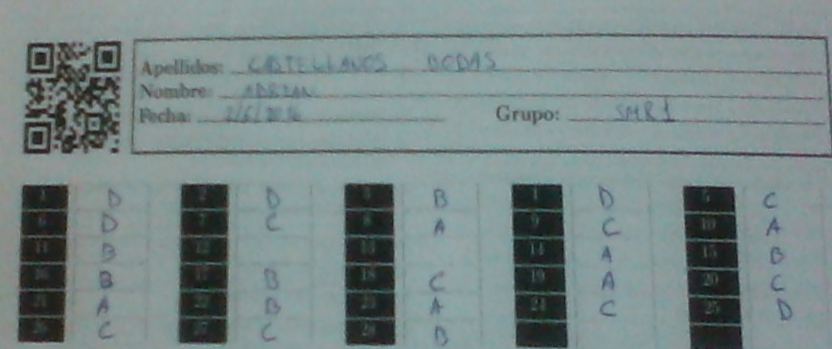 Apellidos: CASTELLANOS BODAS
Nombre: ADRIAN
Fecha: 2/6/2016 Grupo: SMR1
1 D 2 D 3 B 4 D 5 C
6 D 7 C 8 A 9 C 10 A
11 B 12 13 14 A 15 B
16 B 17 B 18 C 19 A 20 C
21 A 22 B 23 A 24 C 25 D
26 C 27 C 28 B